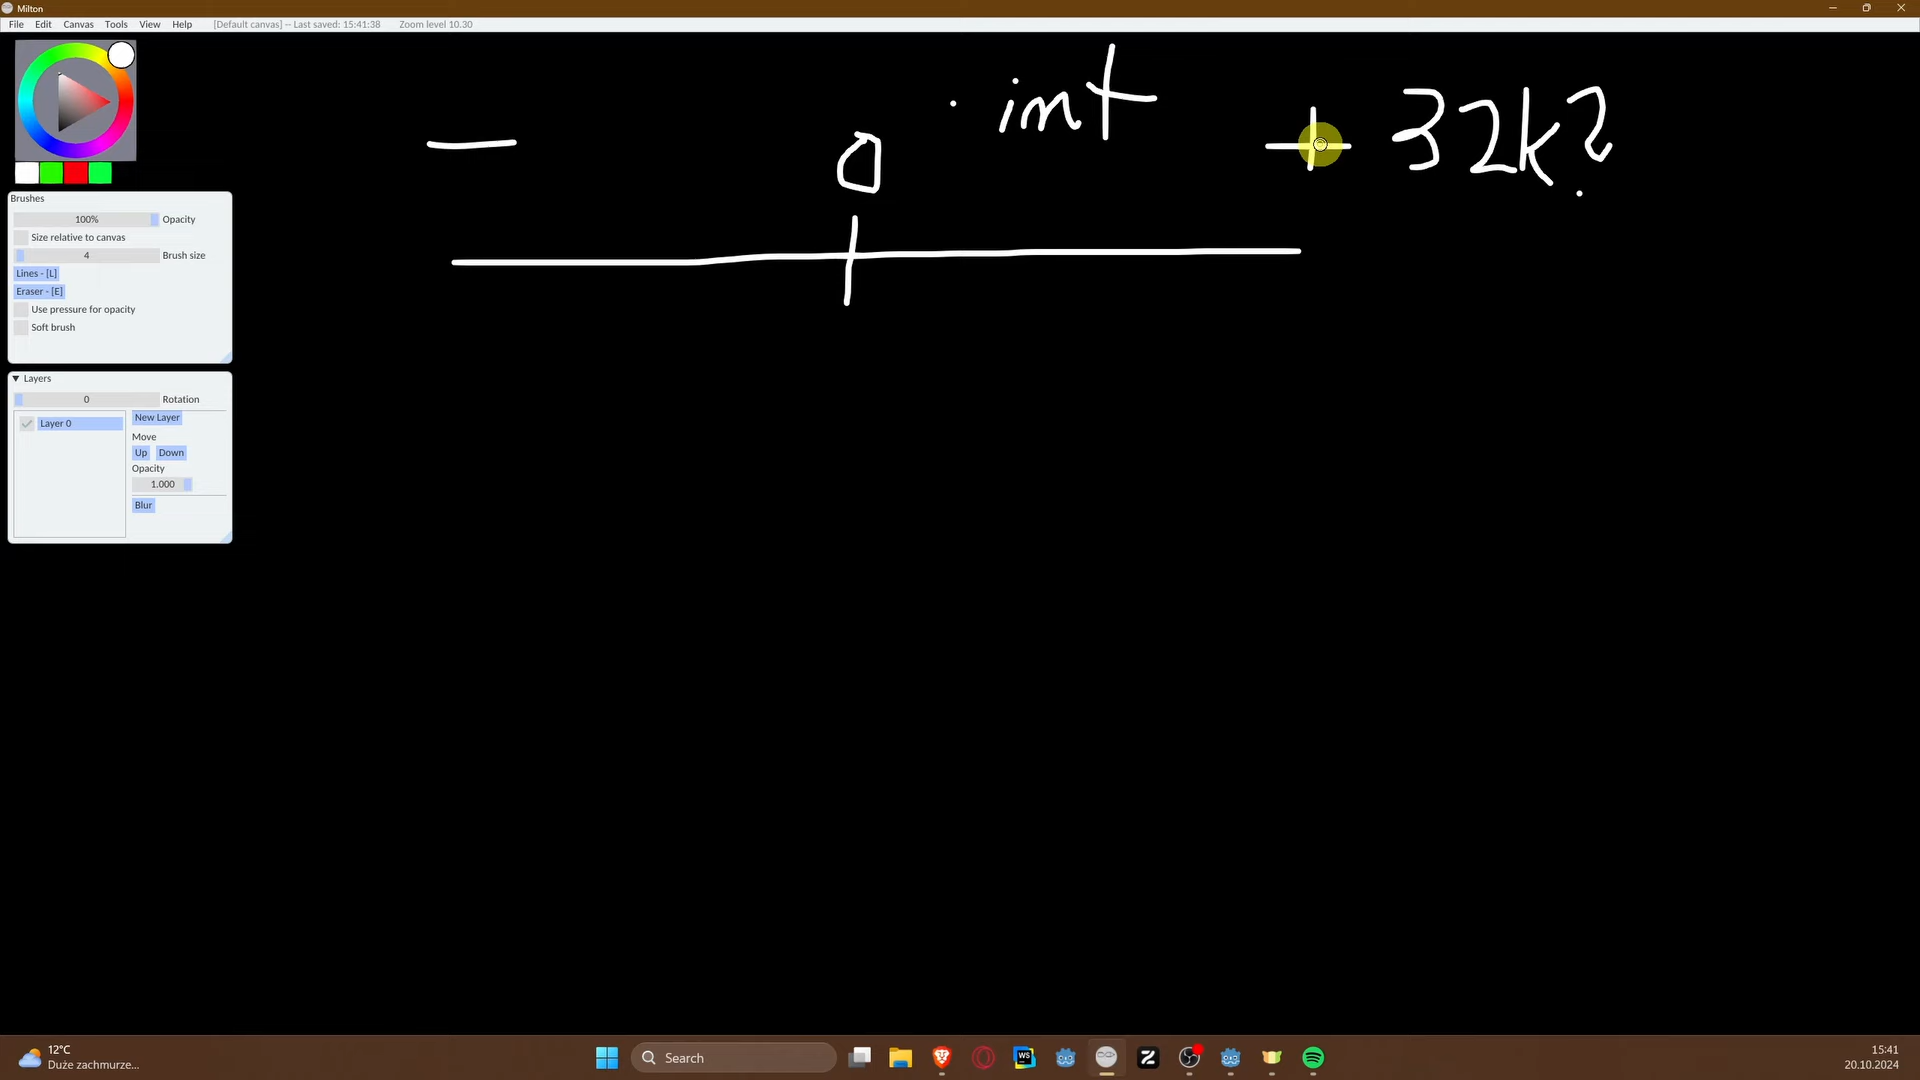 Milton
File Edit Canvas Tools View Help [Default canvas] -- Last saved: 15:41:38 Zoom level 10.30
int
− 0 + 32k?
Brushes
100% Opacity
Size relative to canvas
4 Brush size
Lines - [L]
Eraser - [E]
Use pressure for opacity
Soft brush
Layers
0 Rotation
Layer 0
New Layer
Move
Up Down
Opacity
1.000
Blur
12°C
Duże zachmurze...
Search
WS
15:41
20.10.2024